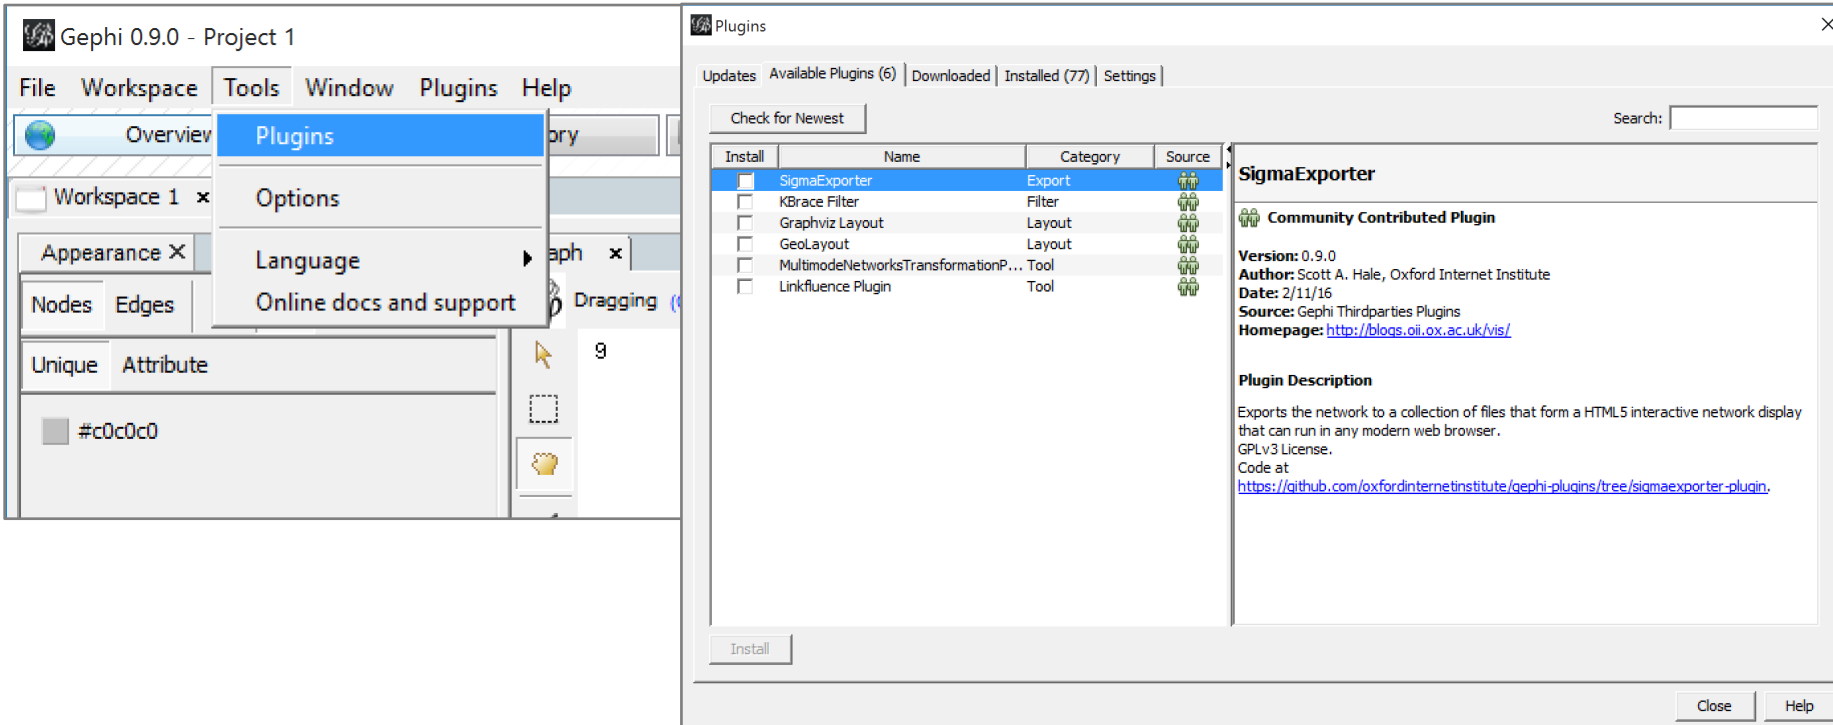 Gephi 0.9.0 - Project 1
File Workspace Tools Window Plugins Help
Overview
Plugins
ory
Options
Workspace 1 x
Language
Online docs and support
Appearance X
aph x
Nodes Edges
Dragging
Unique Attribute
9
#c0c0c0
Plugins
Updates Available Plugins (6) Downloaded Installed (77) Settings
Check for Newest
Search:
Install Name Category Source
SigmaExporter Export
KBrace Filter Filter
Graphviz Layout Layout
GeoLayout Layout
MultimodeNetworksTransformationP... Tool
Linkfluence Plugin Tool
SigmaExporter
Community Contributed Plugin
Version: 0.9.0
Author: Scott A. Hale, Oxford Internet Institute
Date: 2/11/16
Source: Gephi Thirdparties Plugins
Homepage: http://blogs.oii.ox.ac.uk/vis/
Plugin Description
Exports the network to a collection of files that form a HTML5 interactive network display
that can run in any modern web browser.
GPLv3 License.
Code at
https://github.com/oxfordinternetinstitute/gephi-plugins/tree/sigmaexporter-plugin.
Install
Close Help